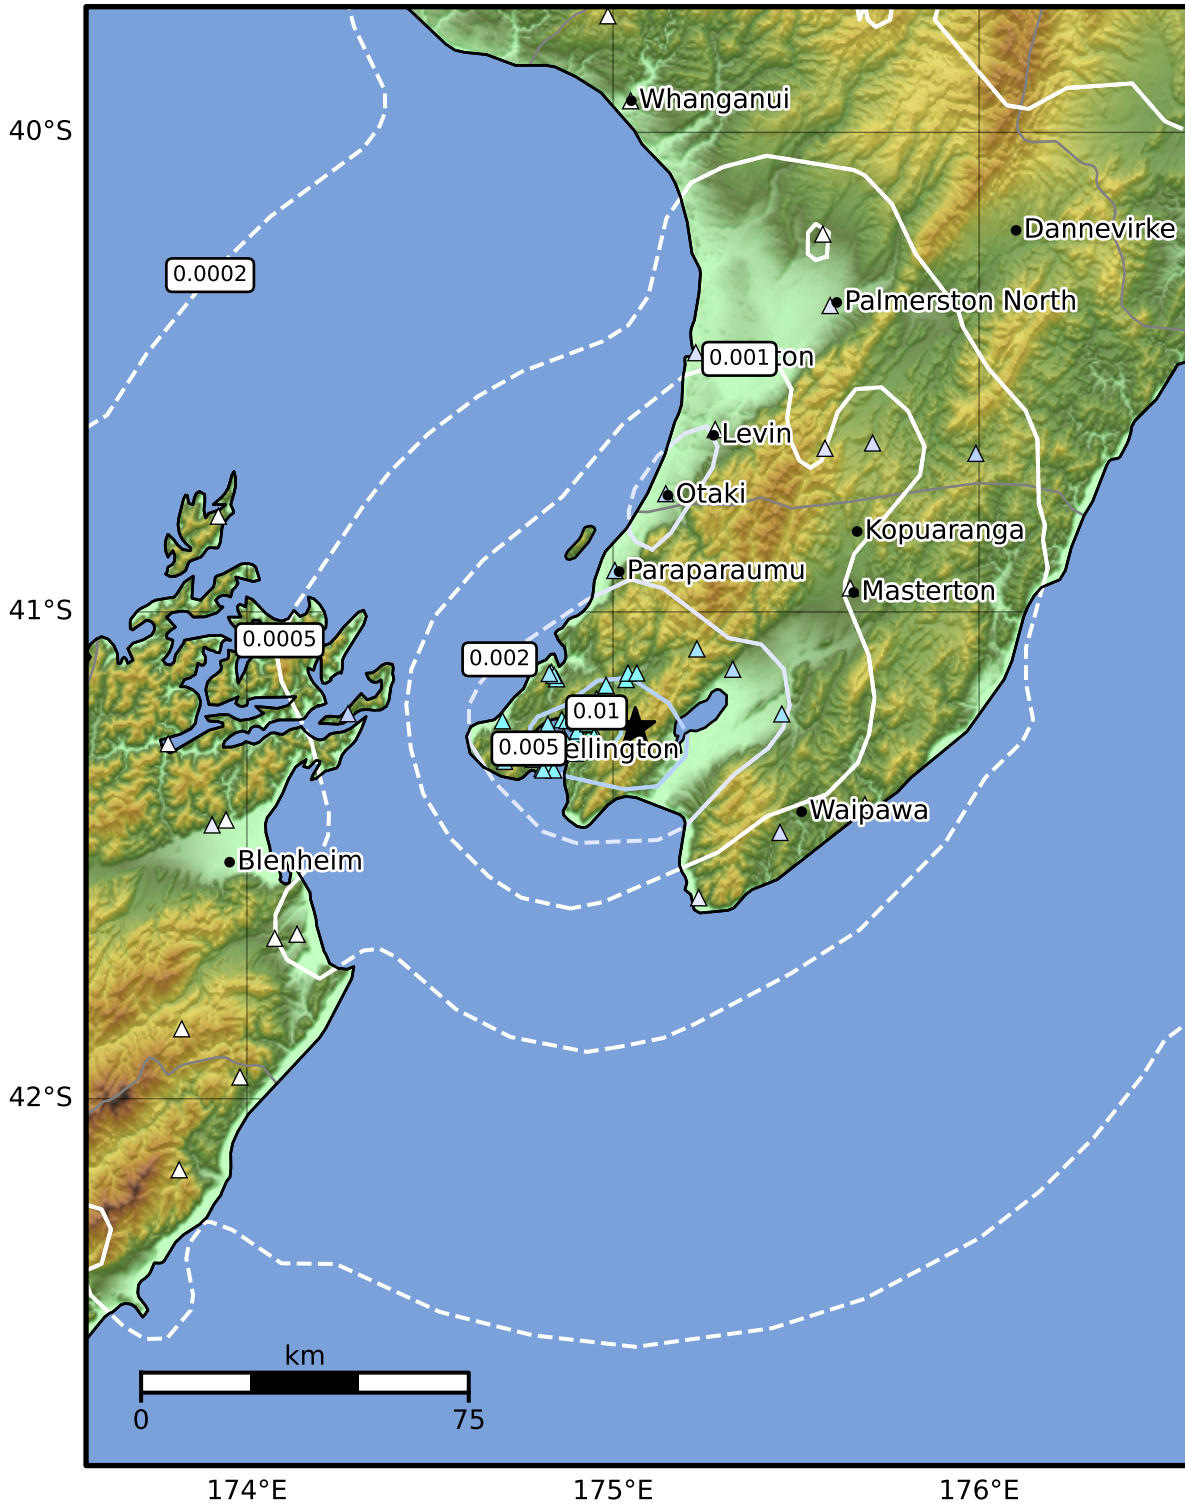 Whanganui
40°S
Dannevirke
0.0002
Palmerston North
0.001
Levin
Otaki
Kopuaranga
Paraparaumu
Masterton
41°S
0.0005
0.002
0.01
0.005
Waipawa
Blenheim
42°S
km
0
75
174°E
175°E
176°E